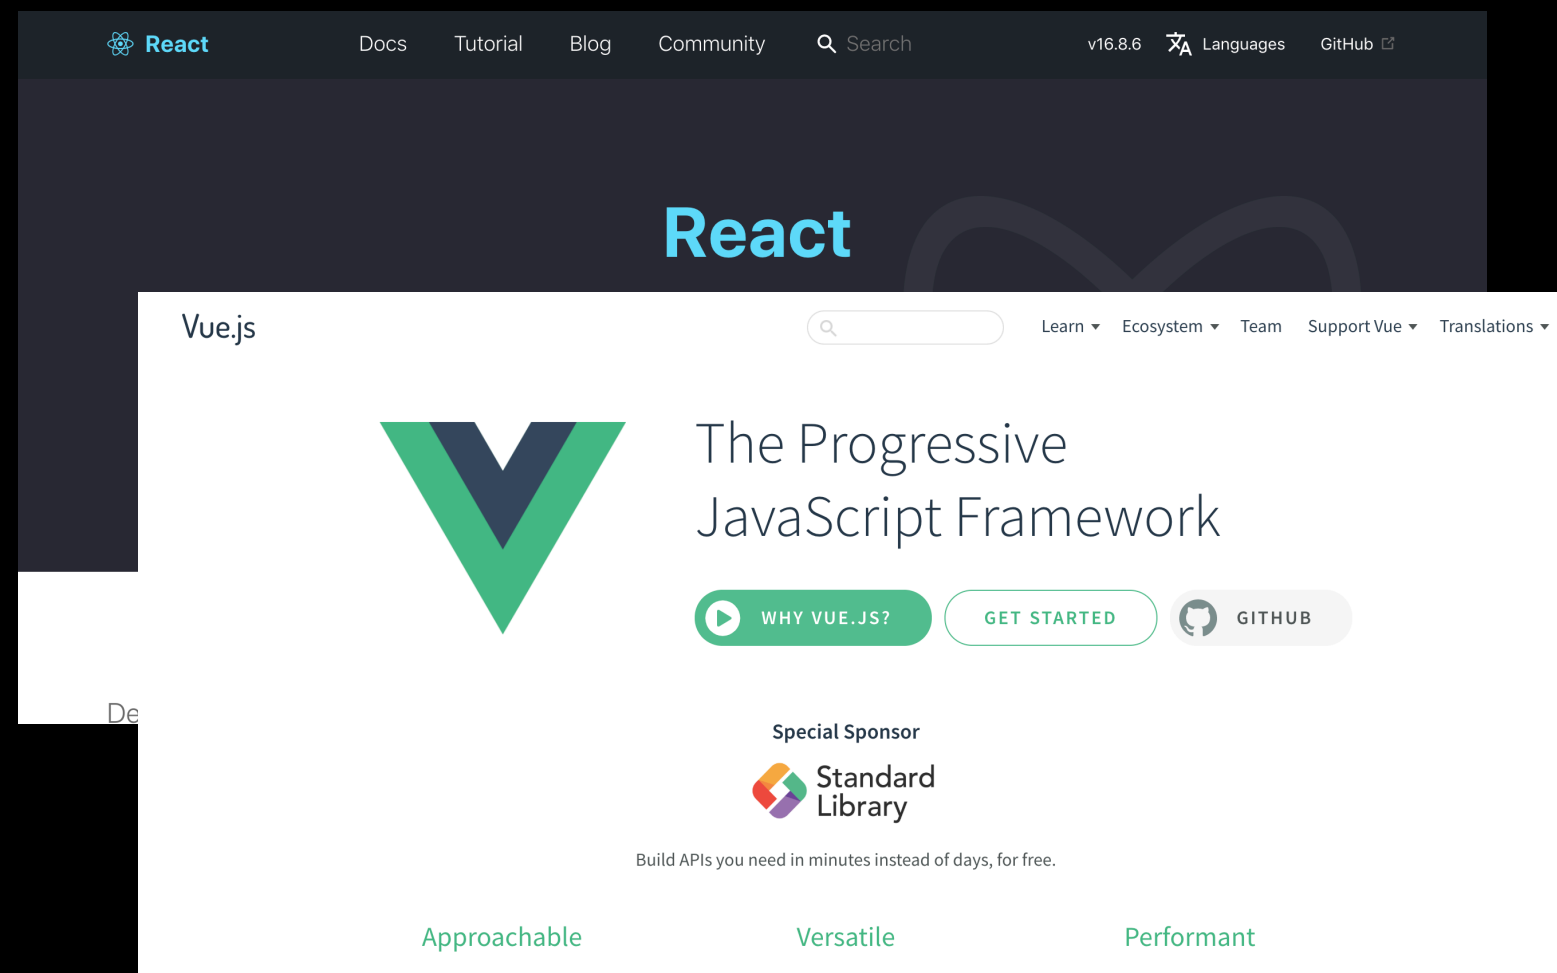 React
Docs Tutorial Blog Community Search v16.8.6 Languages GitHub
React
Vue.js
Learn Ecosystem Team Support Vue Translations
The Progressive
JavaScript Framework
WHY VUE.JS? GET STARTED GITHUB
Special Sponsor
Standard
Library
Build APIs you need in minutes instead of days, for free.
Approachable Versatile Performant